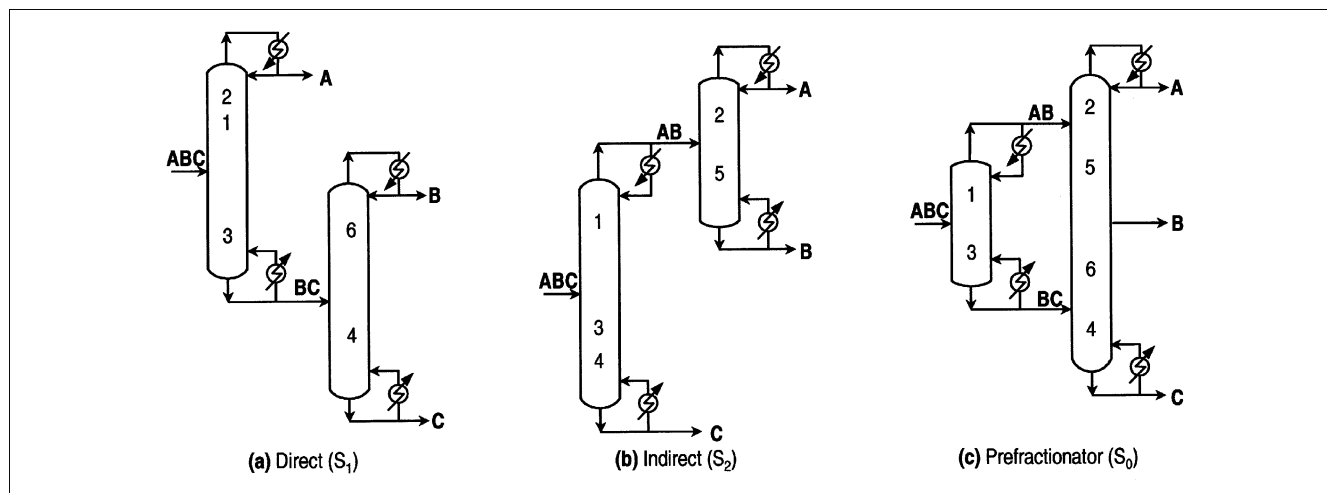 A
2
1
ABC
3
BC
B
6
4
C
(a) Direct (S₁)
AB
A
2
5
B
1
ABC
3
4
C
(b) Indirect (S₂)
A
AB
2
1
5
ABC
B
3
6
BC
4
C
(c) Prefractionator (S₀)